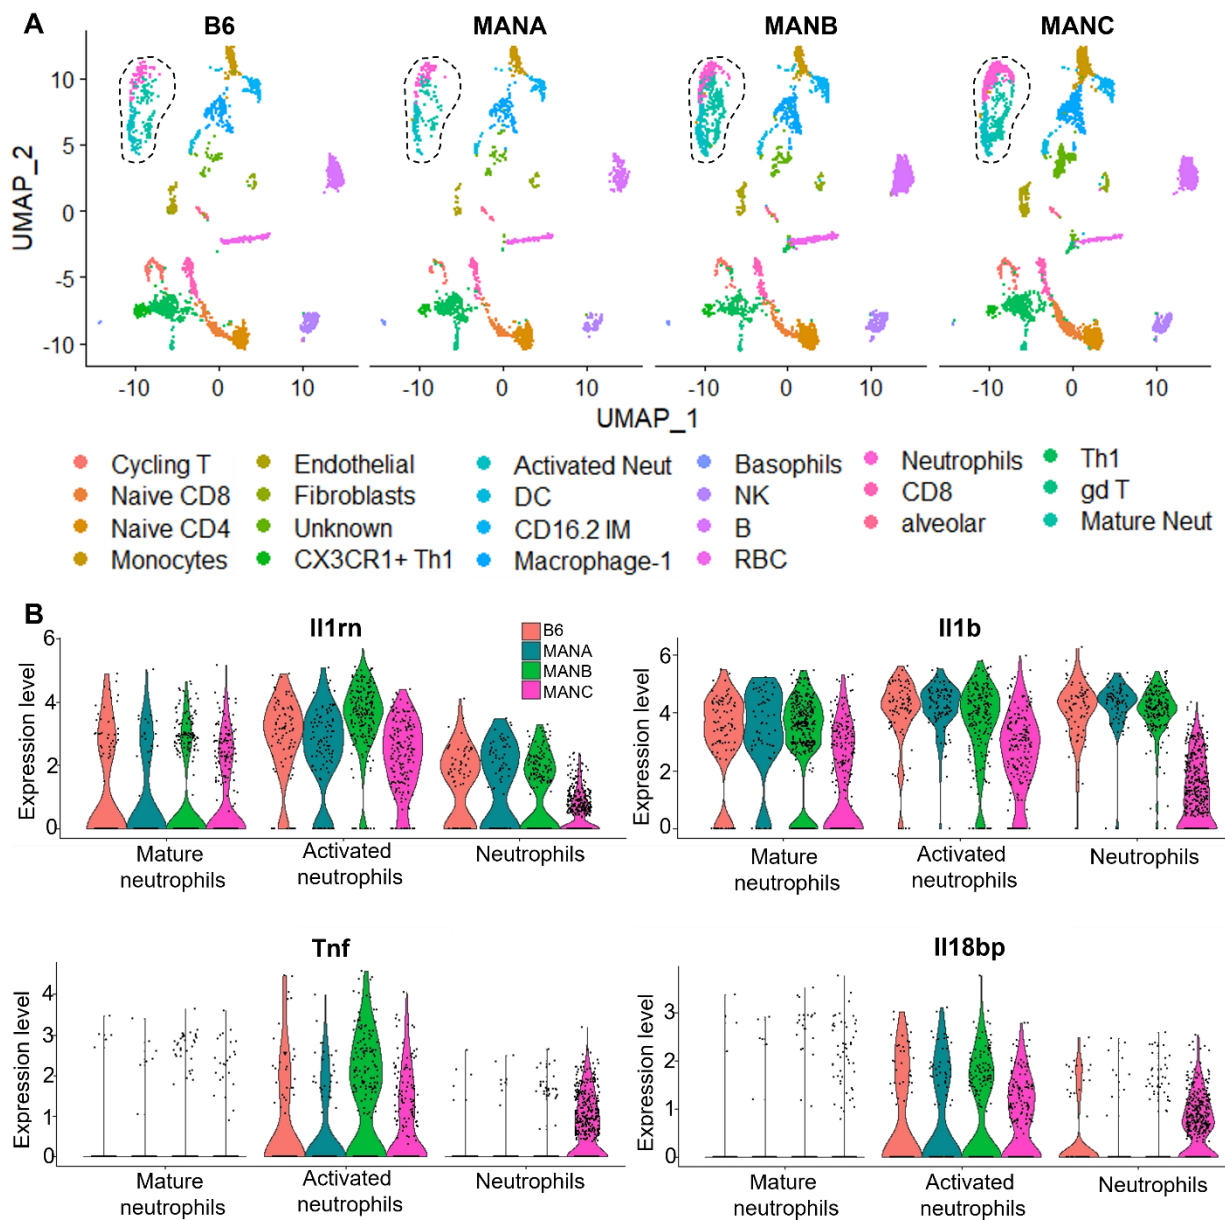 A
B6
MANA
MANB
MANC
UMAP_2
10
5
0
-5
-10
-10 0 10
-10 0 10
-10 0 10
-10 0 10
UMAP_1
Cycling T
Naive CD8
Naive CD4
Monocytes
Endothelial
Fibroblasts
Unknown
CX3CR1+ Th1
Activated Neut
DC
CD16.2 IM
Macrophage-1
Basophils
NK
B
RBC
Neutrophils
CD8
alveolar
Th1
gd T
Mature Neut
B
Il1rn
Expression level
6
4
2
0
B6
MANA
MANB
MANC
Mature
neutrophils
Activated
neutrophils
Neutrophils
Il1b
Expression level
6
4
2
0
Mature
neutrophils
Activated
neutrophils
Neutrophils
Tnf
Expression level
4
3
2
1
0
Mature
neutrophils
Activated
neutrophils
Neutrophils
Il18bp
Expression level
3
2
1
0
Mature
neutrophils
Activated
neutrophils
Neutrophils